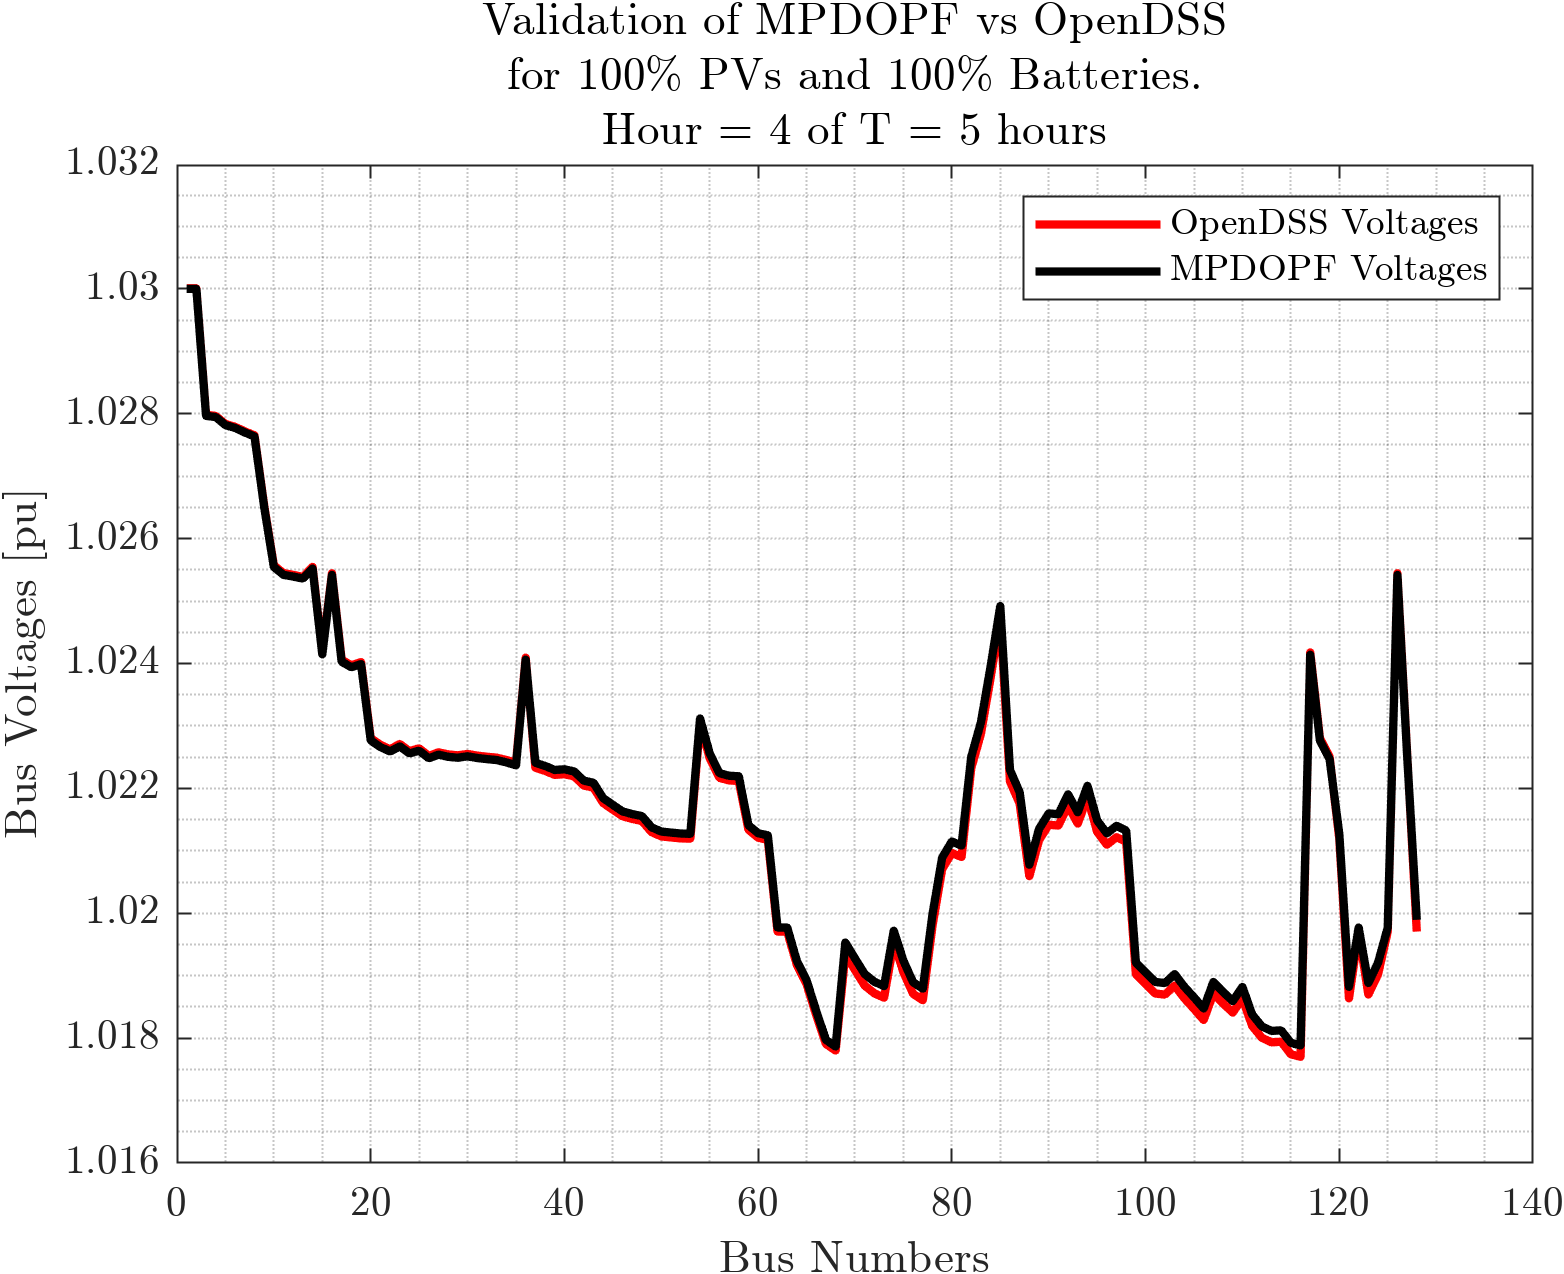 Validation of MPDOPF vs OpenDSS
for 100% PVs and 100% Batteries.
Hour = 4 of T = 5 hours
OpenDSS Voltages
MPDOPF Voltages
Bus Voltages [pu]
1.032
1.03
1.028
1.026
1.024
1.022
1.02
1.018
1.016
0 20 40 60 80 100 120 140
Bus Numbers